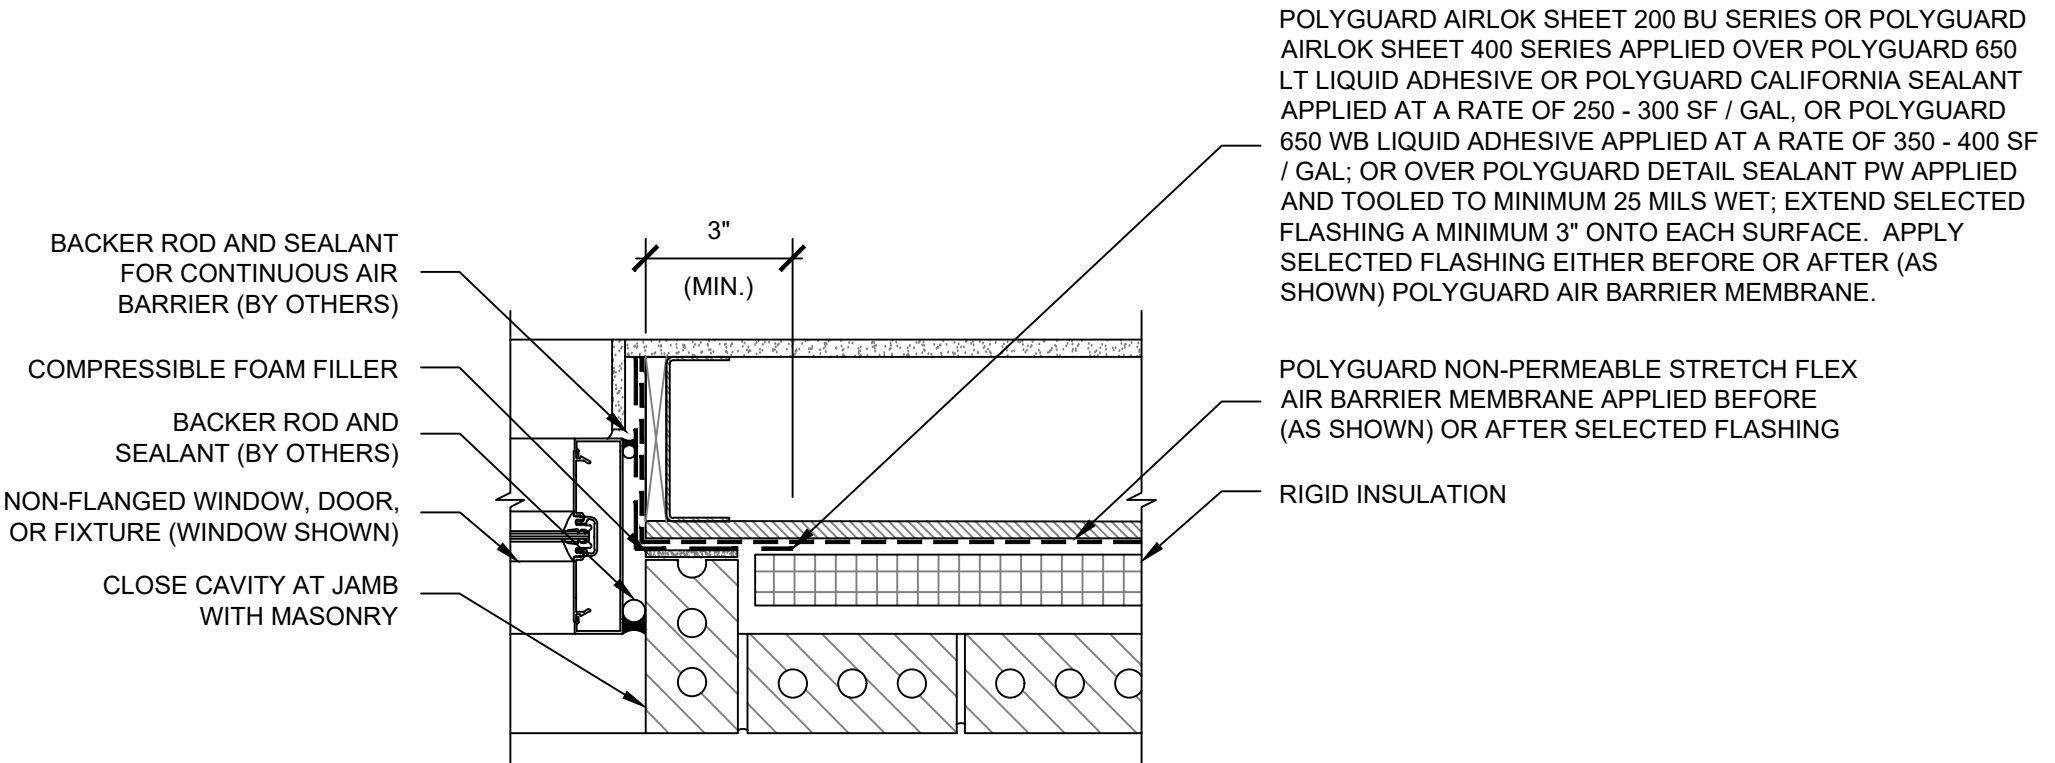 POLYGUARD AIRLOK SHEET 200 BU SERIES OR POLYGUARD
AIRLOK SHEET 400 SERIES APPLIED OVER POLYGUARD 650
LT LIQUID ADHESIVE OR POLYGUARD CALIFORNIA SEALANT
APPLIED AT A RATE OF 250 - 300 SF / GAL, OR POLYGUARD
650 WB LIQUID ADHESIVE APPLIED AT A RATE OF 350 - 400 SF
/ GAL; OR OVER POLYGUARD DETAIL SEALANT PW APPLIED
AND TOOLED TO MINIMUM 25 MILS WET; EXTEND SELECTED
FLASHING A MINIMUM 3" ONTO EACH SURFACE. APPLY
SELECTED FLASHING EITHER BEFORE OR AFTER (AS
SHOWN) POLYGUARD AIR BARRIER MEMBRANE.
3"
(MIN.)
BACKER ROD AND SEALANT
FOR CONTINUOUS AIR
BARRIER (BY OTHERS)
COMPRESSIBLE FOAM FILLER
BACKER ROD AND
SEALANT (BY OTHERS)
NON-FLANGED WINDOW, DOOR,
OR FIXTURE (WINDOW SHOWN)
CLOSE CAVITY AT JAMB
WITH MASONRY
POLYGUARD NON-PERMEABLE STRETCH FLEX
AIR BARRIER MEMBRANE APPLIED BEFORE
(AS SHOWN) OR AFTER SELECTED FLASHING
RIGID INSULATION